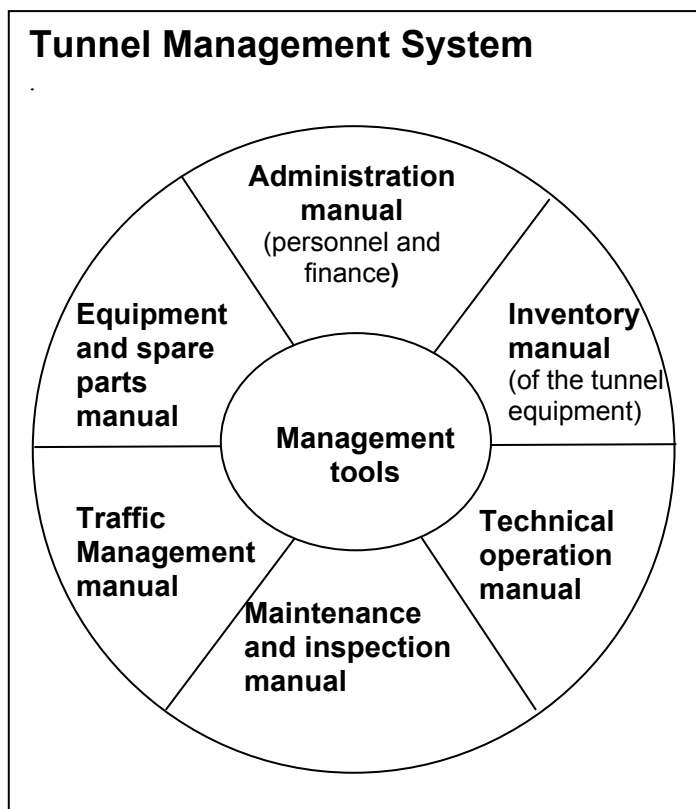 Tunnel Management System
.
Administration
manual
(personnel and
finance)
Equipment
and spare
parts
manual
Inventory
manual
(of the tunnel
equipment)
Management
tools
Traffic
Management
manual
Technical
operation
manual
Maintenance
and inspection
manual